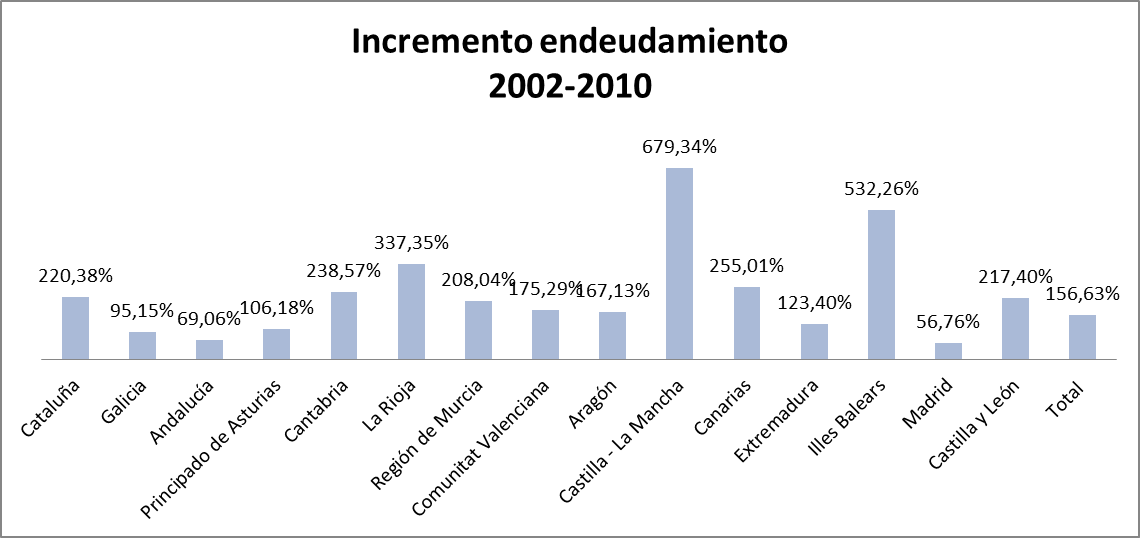 Incremento endeudamiento
2002-2010
220,38%
95,15%
69,06%
106,18%
238,57%
337,35%
208,04%
175,29%
167,13%
679,34%
255,01%
123,40%
532,26%
56,76%
217,40%
156,63%
Cataluña
Galicia
Andalucía
Principado de Asturias
Cantabria
La Rioja
Región de Murcia
Comunitat Valenciana
Aragón
Castilla - La Mancha
Canarias
Extremadura
Illes Balears
Madrid
Castilla y León
Total